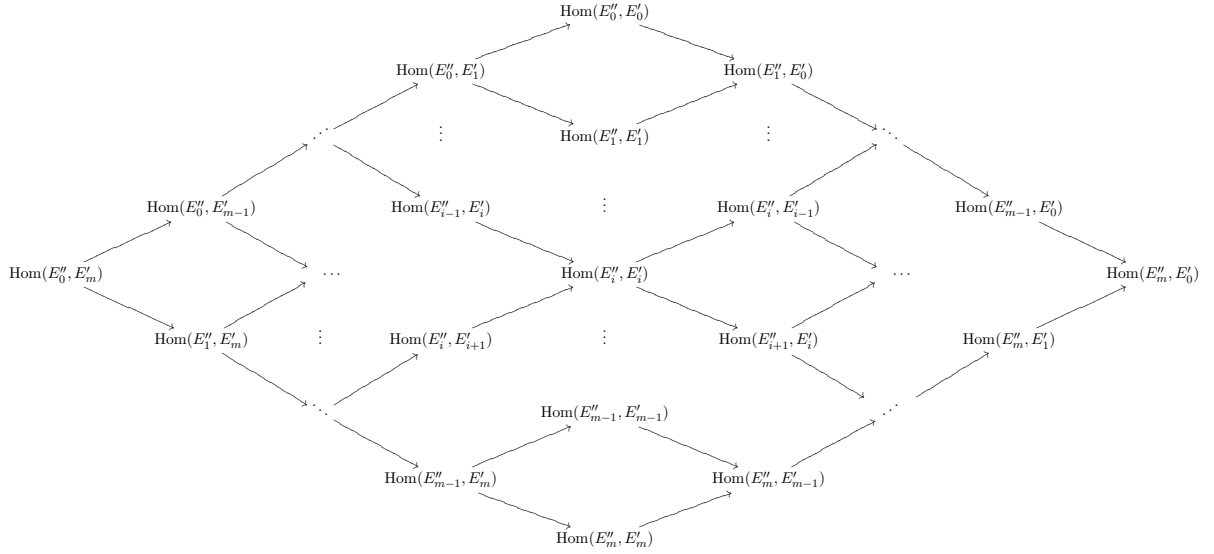 Hom(E''_0, E'_0)
Hom(E''_0, E'_1) Hom(E''_1, E'_0)
⋰ ⋮ Hom(E''_1, E'_1) ⋮ ⋱
Hom(E''_0, E'_{m−1}) Hom(E''_{i−1}, E'_i) ⋮ Hom(E''_i, E'_{i−1}) Hom(E''_{m−1}, E'_0)
Hom(E''_0, E'_m) ⋯ Hom(E''_i, E'_i) ⋯ Hom(E''_m, E'_0)
Hom(E''_1, E'_m) ⋮ Hom(E''_i, E'_{i+1}) ⋮ Hom(E''_{i+1}, E'_i) Hom(E''_m, E'_1)
⋱ Hom(E''_{m−1}, E'_{m−1}) ⋰
Hom(E''_{m−1}, E'_m) Hom(E''_m, E'_{m−1})
Hom(E''_m, E'_m)